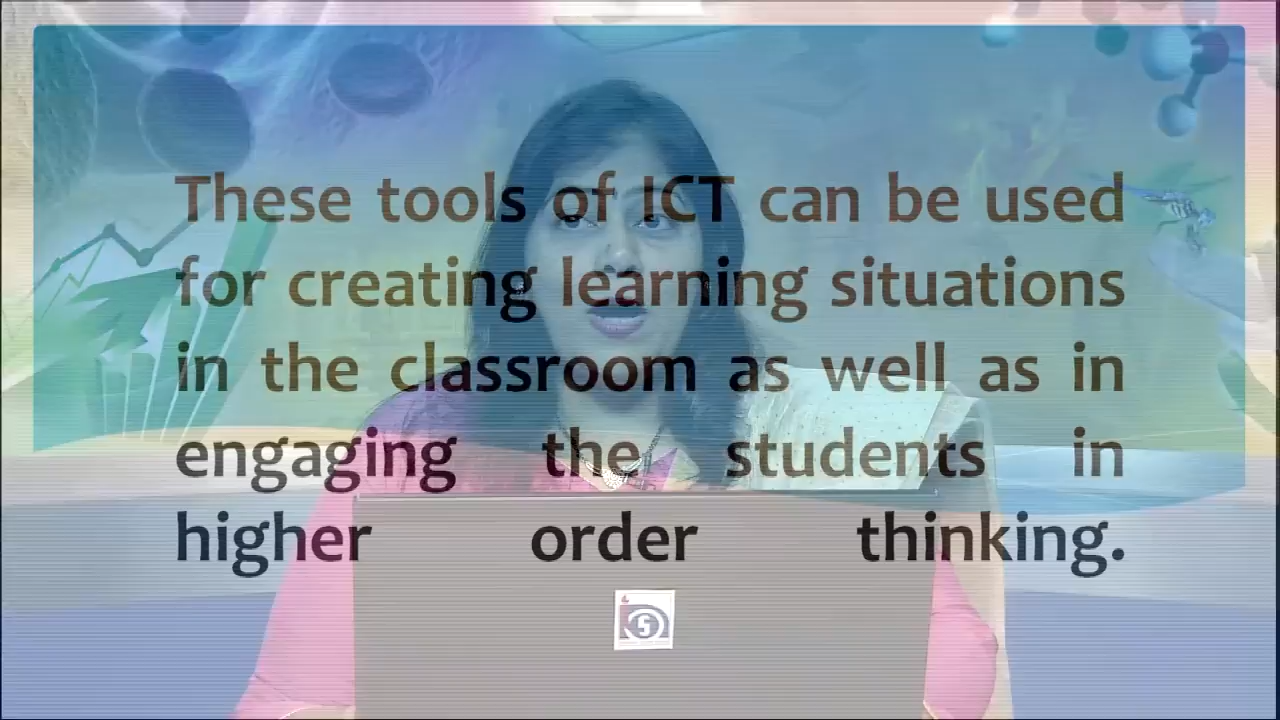 These tools of ICT can be used
for creating learning situations
in the classroom as well as in
engaging the students in
higher order thinking.